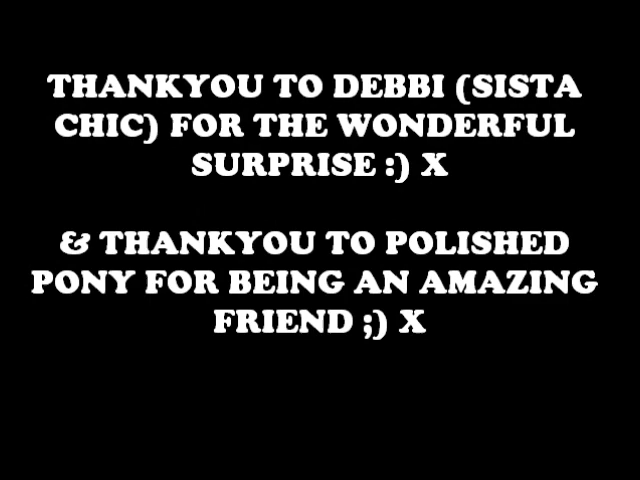 THANKYOU TO DEBBI (SISTA
CHIC) FOR THE WONDERFUL
SURPRISE :) X
& THANKYOU TO POLISHED
PONY FOR BEING AN AMAZING
FRIEND ;) X